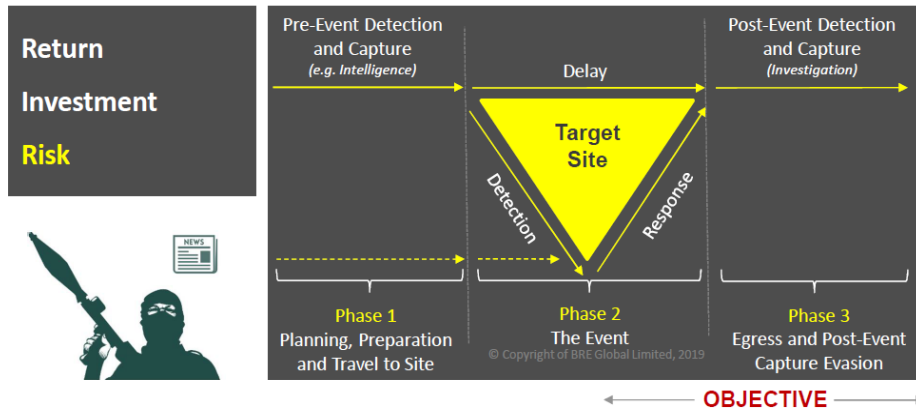 Return
Investment
Risk
NEWS
Pre-Event Detection
and Capture
(e.g. Intelligence)
Delay
Post-Event Detection
and Capture
(Investigation)
Target
Site
Detection
Response
Phase 1
Planning, Preparation
and Travel to Site
Phase 2
The Event
© Copyright of BRE Global Limited, 2019
Phase 3
Egress and Post-Event
Capture Evasion
OBJECTIVE